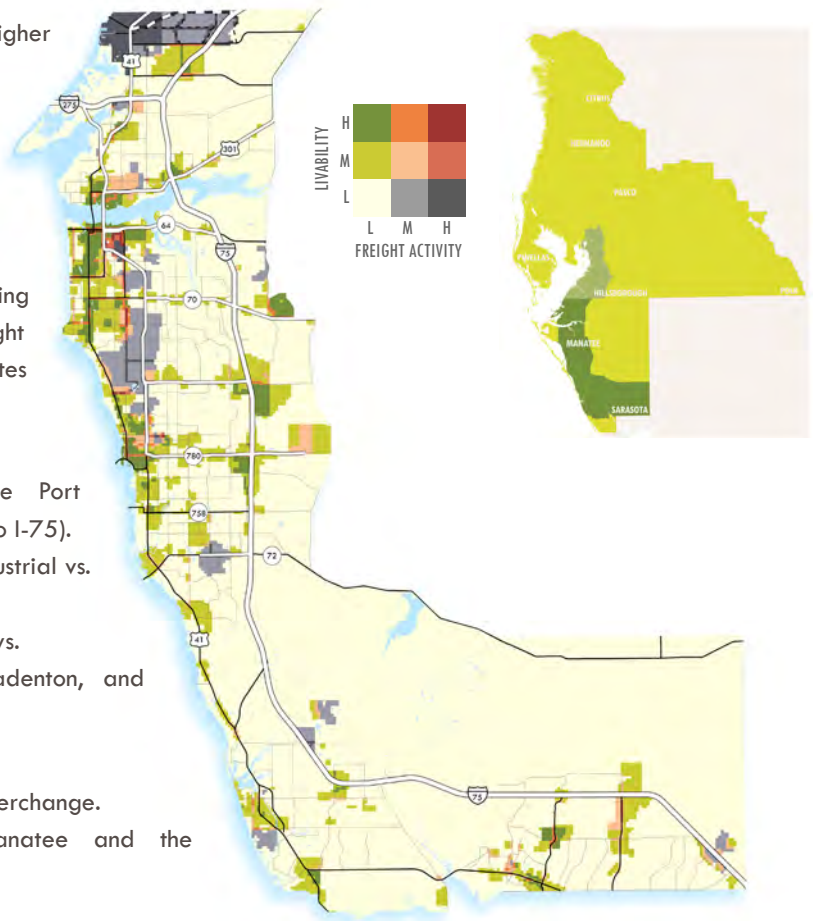 igher
ing
ght
tes
e Port
o I-75).
ustrial vs.
vs.
adenton, and
erchange.
anatee and the
41
275
301
64
75
70
780
758
72
41
75
LIVABILITY
H
M
L
L M H
FREIGHT ACTIVITY
CITRUS
HERNANDO
PASCO
PINELLAS
HILLSBOROUGH
POLK
MANATEE
SARASOTA